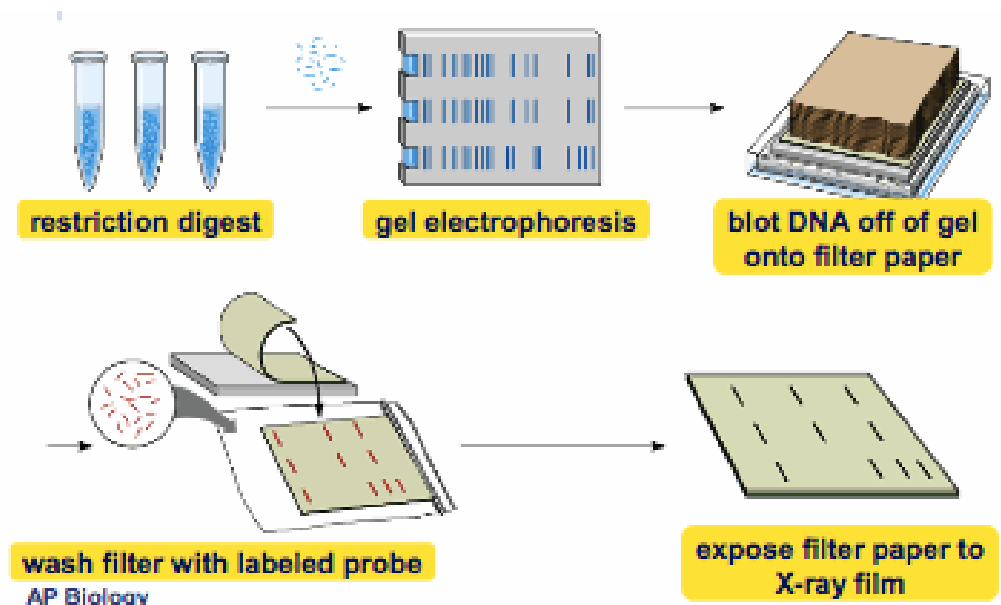 restriction digest
gel electrophoresis
blot DNA off of gel
onto filter paper
wash filter with labeled probe
AP Biology
expose filter paper to
X-ray film